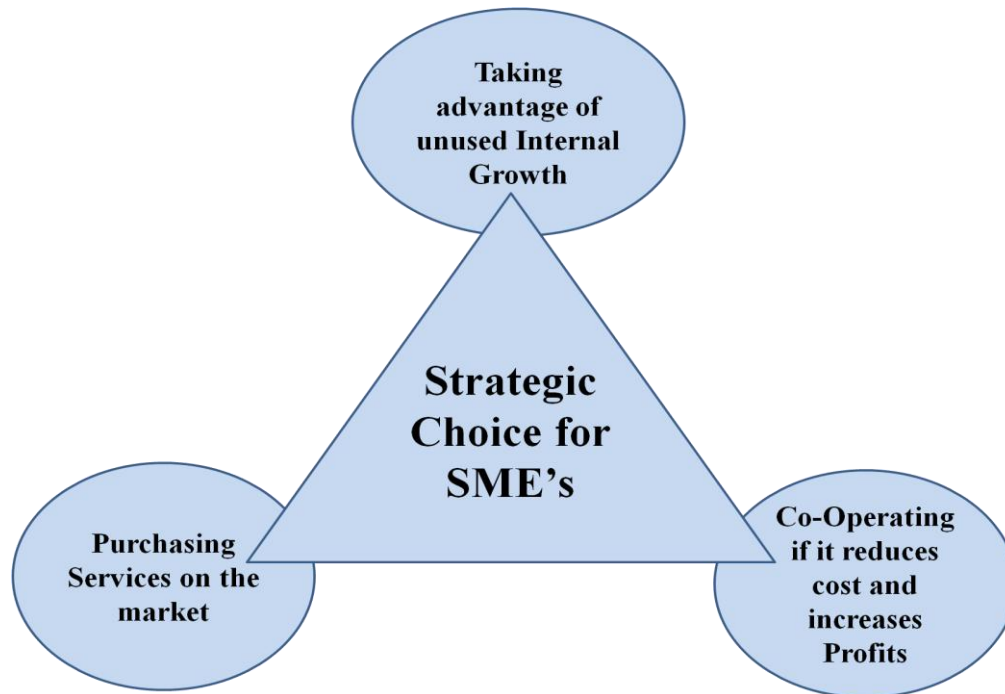 Taking
advantage of
unused Internal
Growth
Strategic
Choice for
SME’s
Purchasing
Services on the
market
Co-Operating
if it reduces
cost and
increases
Profits